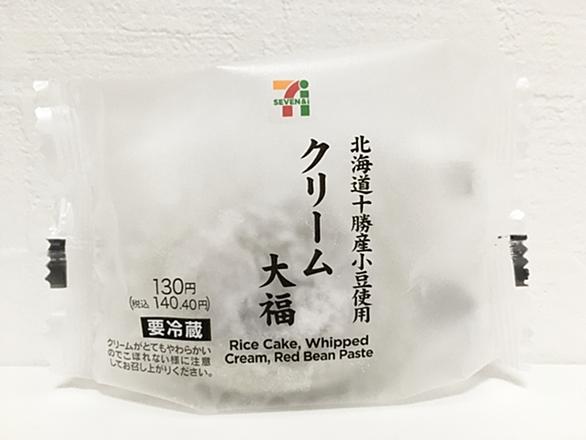 SEVEN&i
北海道十勝産小豆使用
クリーム
大福
130円
(税込 140.40円)
要冷蔵
クリームがとてもやわらかい
のでこぼれない様に注意
してお召し上がりください。
Rice Cake, Whipped
Cream, Red Bean Paste